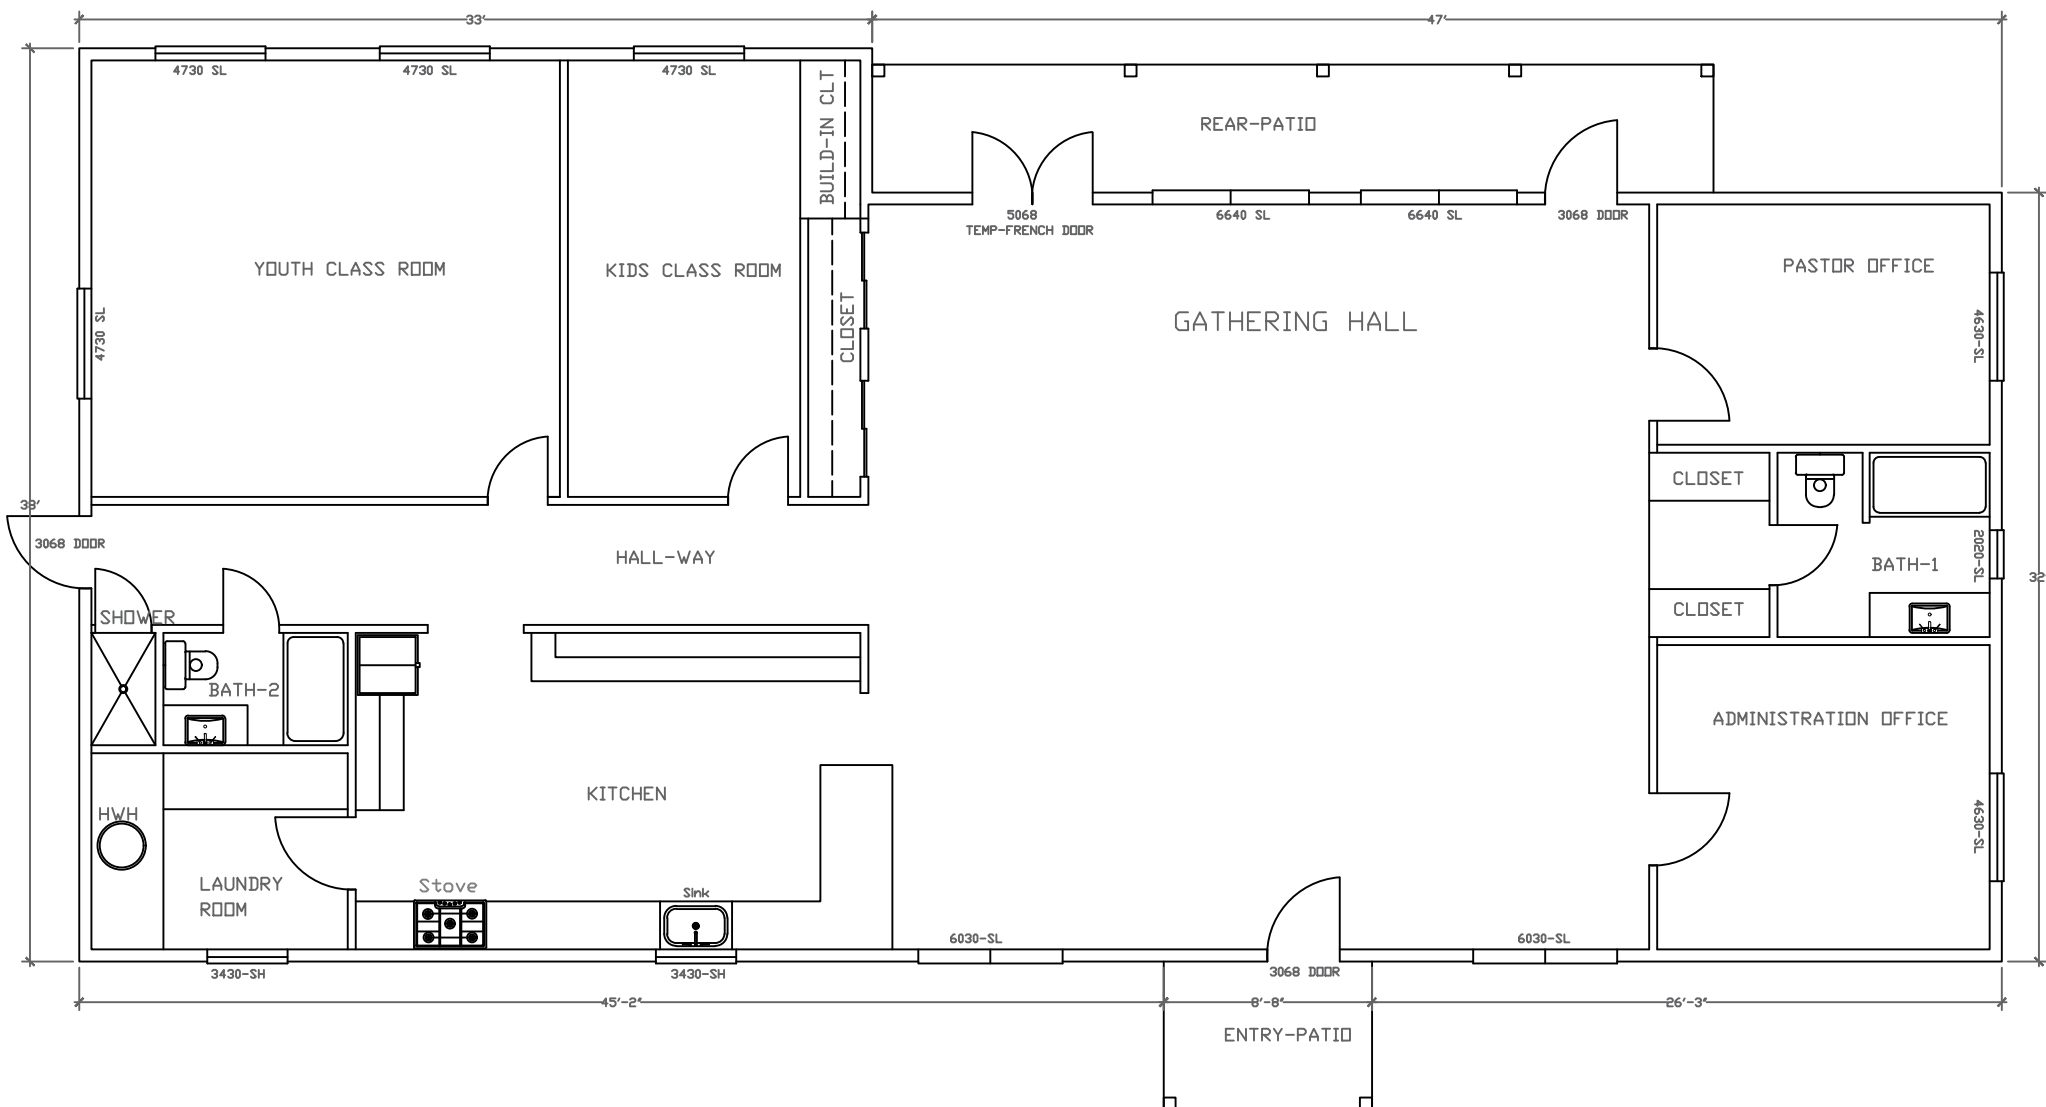 33'
47'
4730 SL
4730 SL
4730 SL
BUILD-IN CLT
REAR-PATIO
5068
TEMP-FRENCH DOOR
6640 SL
6640 SL
3068 DOOR
YOUTH CLASS ROOM
KIDS CLASS ROOM
PASTOR OFFICE
4730 SL
CLOSET
GATHERING HALL
4630-SL
CLOSET
3068 DOOR
HALL-WAY
BATH-1
2020-SL
32'
SHOWER
CLOSET
BATH-2
ADMINISTRATION OFFICE
KITCHEN
HWH
4630-SL
LAUNDRY
ROOM
Stove
Sink
6030-SL
6030-SL
3430-SH
3430-SH
3068 DOOR
45'-2"
8'-8"
26'-3"
ENTRY-PATIO